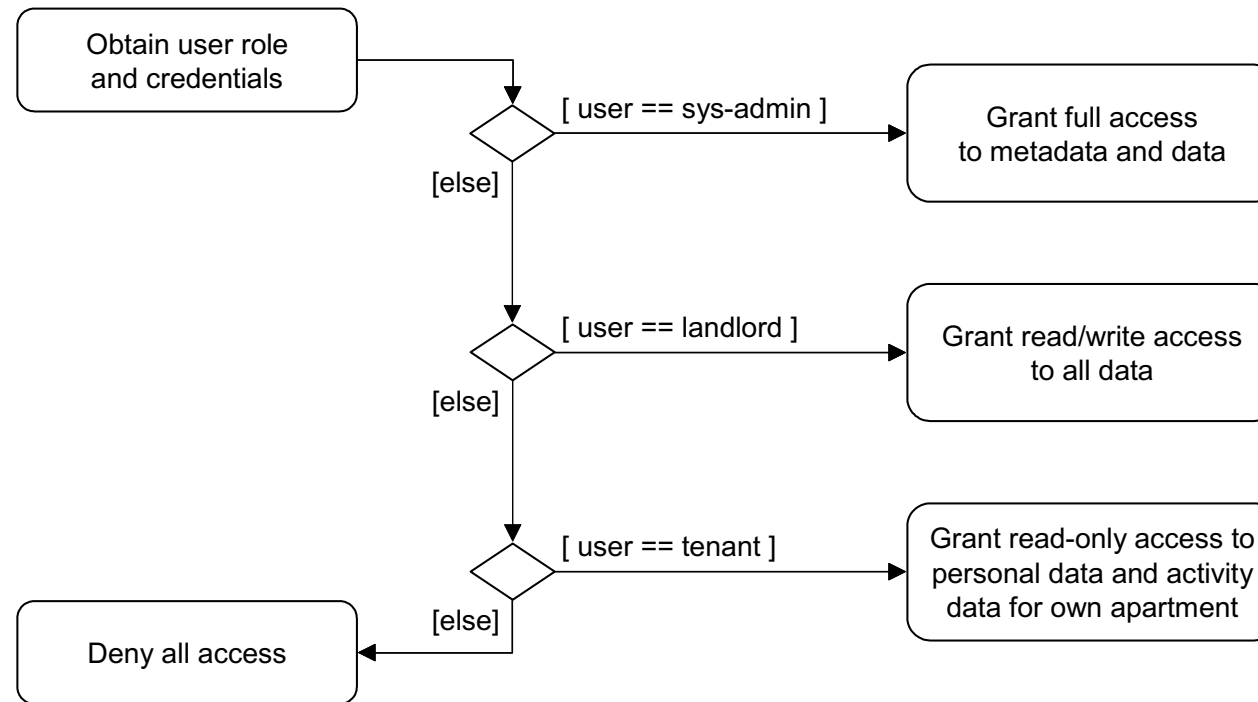 Obtain user role
and credentials
[ user == sys-admin ]
Grant full access
to metadata and data
[else]
[ user == landlord ]
Grant read/write access
to all data
[else]
[ user == tenant ]
Grant read-only access to
personal data and activity
data for own apartment
[else]
Deny all access